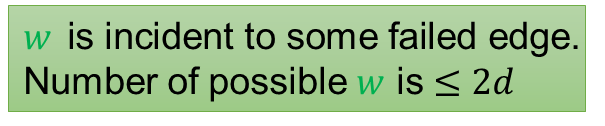 w is incident to some failed edge.
Number of possible w is ≤ 2d